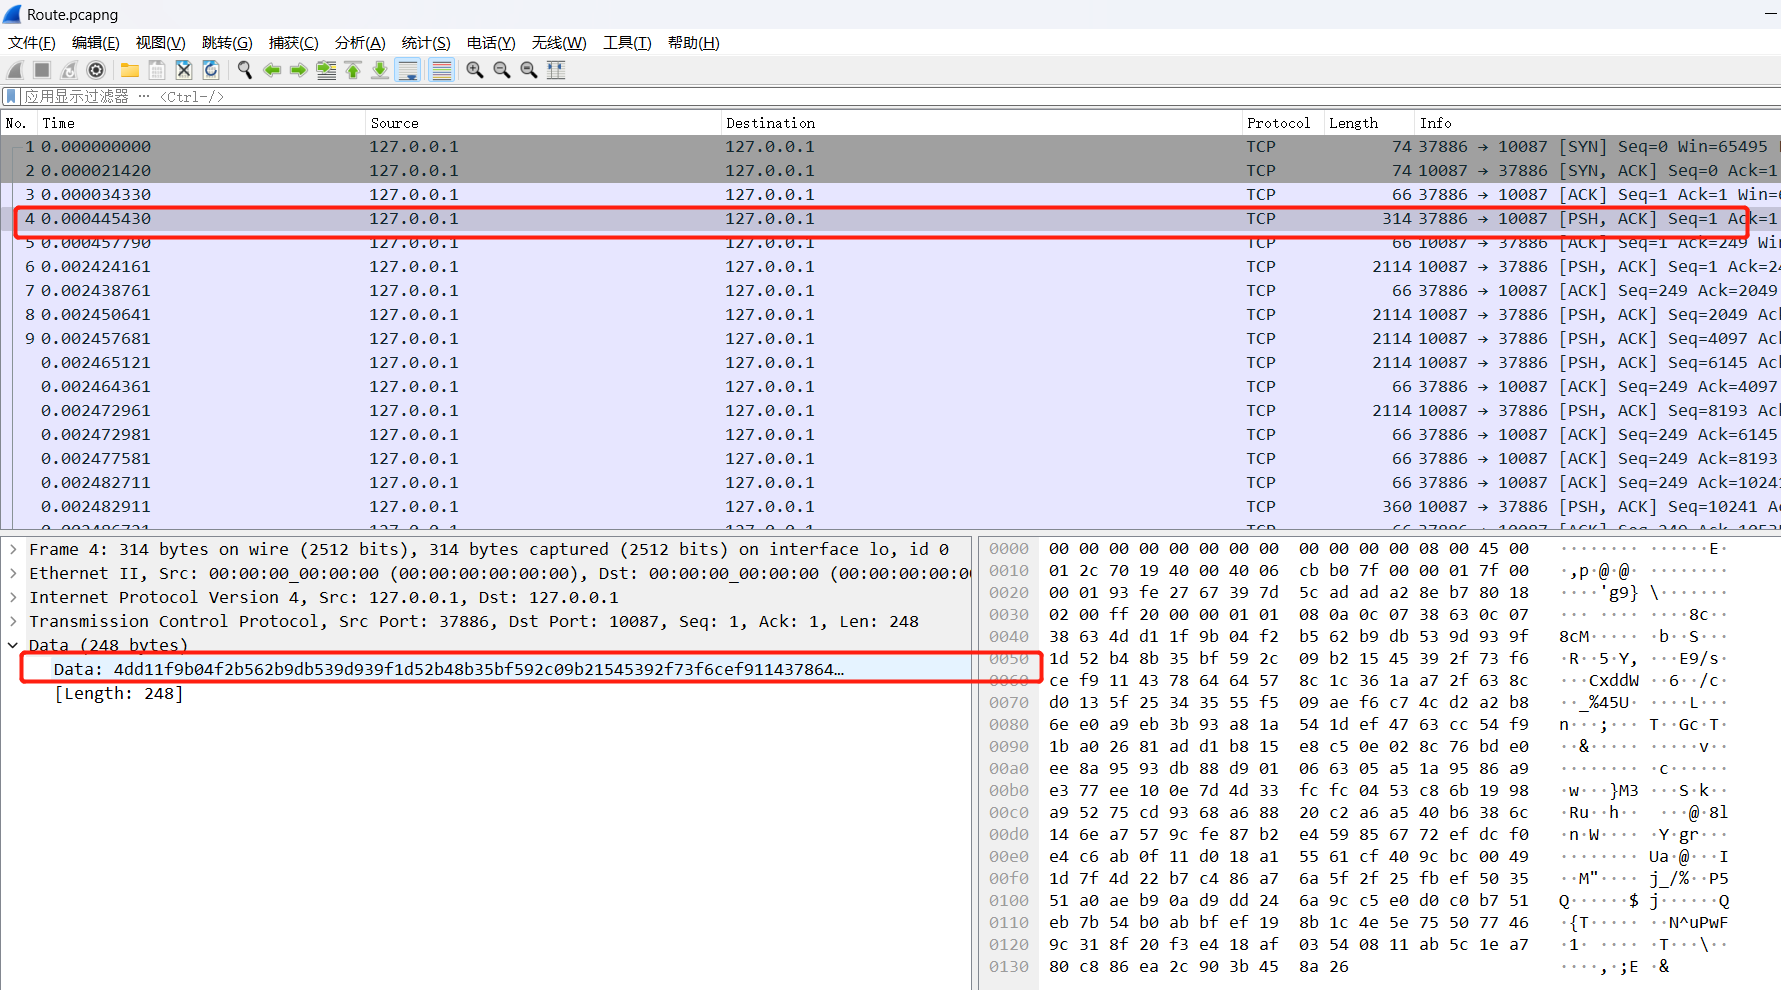 Route.pcapng
文件(F) 编辑(E) 视图(V) 跳转(G) 捕获(C) 分析(A) 统计(S) 电话(Y) 无线(W) 工具(T) 帮助(H)
应用显示过滤器 … <Ctrl-/>
No. Time Source Destination Protocol Length Info
1 0.000000000 127.0.0.1 127.0.0.1 TCP 74 37886 → 10087 [SYN] Seq=0 Win=65495
2 0.000021420 127.0.0.1 127.0.0.1 TCP 74 10087 → 37886 [SYN, ACK] Seq=0 Ack=1
3 0.000034330 127.0.0.1 127.0.0.1 TCP 66 37886 → 10087 [ACK] Seq=1 Ack=1 Win=6
4 0.000445430 127.0.0.1 127.0.0.1 TCP 314 37886 → 10087 [PSH, ACK] Seq=1 Ack=1
5 0.000457790 127.0.0.1 127.0.0.1 TCP 66 10087 → 37886 [ACK] Seq=1 Ack=249 Wi
6 0.002424161 127.0.0.1 127.0.0.1 TCP 2114 10087 → 37886 [PSH, ACK] Seq=1 Ack=24
7 0.002438761 127.0.0.1 127.0.0.1 TCP 66 37886 → 10087 [ACK] Seq=249 Ack=2049
8 0.002450641 127.0.0.1 127.0.0.1 TCP 2114 10087 → 37886 [PSH, ACK] Seq=2049 Ac
9 0.002457681 127.0.0.1 127.0.0.1 TCP 2114 10087 → 37886 [PSH, ACK] Seq=4097 Ac
0.002465121 127.0.0.1 127.0.0.1 TCP 2114 10087 → 37886 [PSH, ACK] Seq=6145 Ac
0.002464361 127.0.0.1 127.0.0.1 TCP 66 37886 → 10087 [ACK] Seq=249 Ack=4097
0.002472961 127.0.0.1 127.0.0.1 TCP 2114 10087 → 37886 [PSH, ACK] Seq=8193 Ac
0.002472981 127.0.0.1 127.0.0.1 TCP 66 37886 → 10087 [ACK] Seq=249 Ack=6145
0.002477581 127.0.0.1 127.0.0.1 TCP 66 37886 → 10087 [ACK] Seq=249 Ack=8193
0.002482711 127.0.0.1 127.0.0.1 TCP 66 37886 → 10087 [ACK] Seq=249 Ack=10241
0.002482911 127.0.0.1 127.0.0.1 TCP 360 10087 → 37886 [PSH, ACK] Seq=10241 A
Frame 4: 314 bytes on wire (2512 bits), 314 bytes captured (2512 bits) on interface lo, id 0
Ethernet II, Src: 00:00:00_00:00:00 (00:00:00:00:00:00), Dst: 00:00:00_00:00:00 (00:00:00:00:00
Internet Protocol Version 4, Src: 127.0.0.1, Dst: 127.0.0.1
Transmission Control Protocol, Src Port: 37886, Dst Port: 10087, Seq: 1, Ack: 1, Len: 248
Data (248 bytes)
Data: 4dd11f9b04f2b562b9db539d939f1d52b48b35bf592c09b21545392f73f6cef911437864…
[Length: 248]
0000 00 00 00 00 00 00 00 00 00 00 00 00 08 00 45 00 ········ ······E·
0010 01 2c 70 19 40 00 40 06 cb b0 7f 00 00 01 7f 00 ·,p·@·@· ········
0020 00 01 93 fe 27 67 39 7d 5c ad ad a2 8e b7 80 18 ····'g9} \·······
0030 02 00 ff 20 00 00 01 01 08 0a 0c 07 38 63 0c 07 ··· ···· ····8c··
0040 38 63 4d d1 1f 9b 04 f2 b5 62 b9 db 53 9d 93 9f 8cM····· ·b··S···
0050 1d 52 b4 8b 35 bf 59 2c 09 b2 15 45 39 2f 73 f6 ·R··5·Y, ···E9/s·
0060 ce f9 11 43 78 64 64 57 8c 1c 36 1a a7 2f 63 8c ···CxddW ··6··/c·
0070 d0 13 5f 25 34 35 55 f5 09 ae f6 c7 4c d2 a2 b8 ··_%45U· ····L···
0080 6e e0 a9 eb 3b 93 a8 1a 54 1d ef 47 63 cc 54 f9 n···;··· T··Gc·T·
0090 1b a0 26 81 ad d1 b8 15 e8 c5 0e 02 8c 76 bd e0 ··&····· ·····v··
00a0 ee 8a 95 93 db 88 d9 01 06 63 05 a5 1a 95 86 a9 ········ ·c······
00b0 e3 77 ee 10 0e 7d 4d 33 fc fc 04 53 c8 6b 19 98 ·w···}M3 ···S·k··
00c0 a9 52 75 cd 93 68 a6 88 20 c2 a6 a5 40 b6 38 6c ·Ru··h·· ···@·8l
00d0 14 6e a7 57 9c fe 87 b2 e4 59 85 67 72 ef dc f0 ·n·W···· ·Y·gr···
00e0 e4 c6 ab 0f 11 d0 18 a1 55 61 cf 40 9c bc 00 49 ········ Ua·@···I
00f0 1d 7f 4d 22 b7 c4 86 a7 6a 5f 2f 25 fb ef 50 35 ··M"···· j_/%··P5
0100 51 a0 ae b9 0a d9 dd 24 6a 9c c5 e0 d0 c0 b7 51 Q······$ j······Q
0110 eb 7b 54 b0 ab bf ef 19 8b 1c 4e 5e 75 50 77 46 ·{T····· ··N^uPwF
0120 9c 31 8f 20 f3 e4 18 af 03 54 08 11 ab 5c 1e a7 ·1· ···· ·T···\··
0130 80 c8 86 ea 2c 90 3b 45 8a 26 ····,·;E ·&